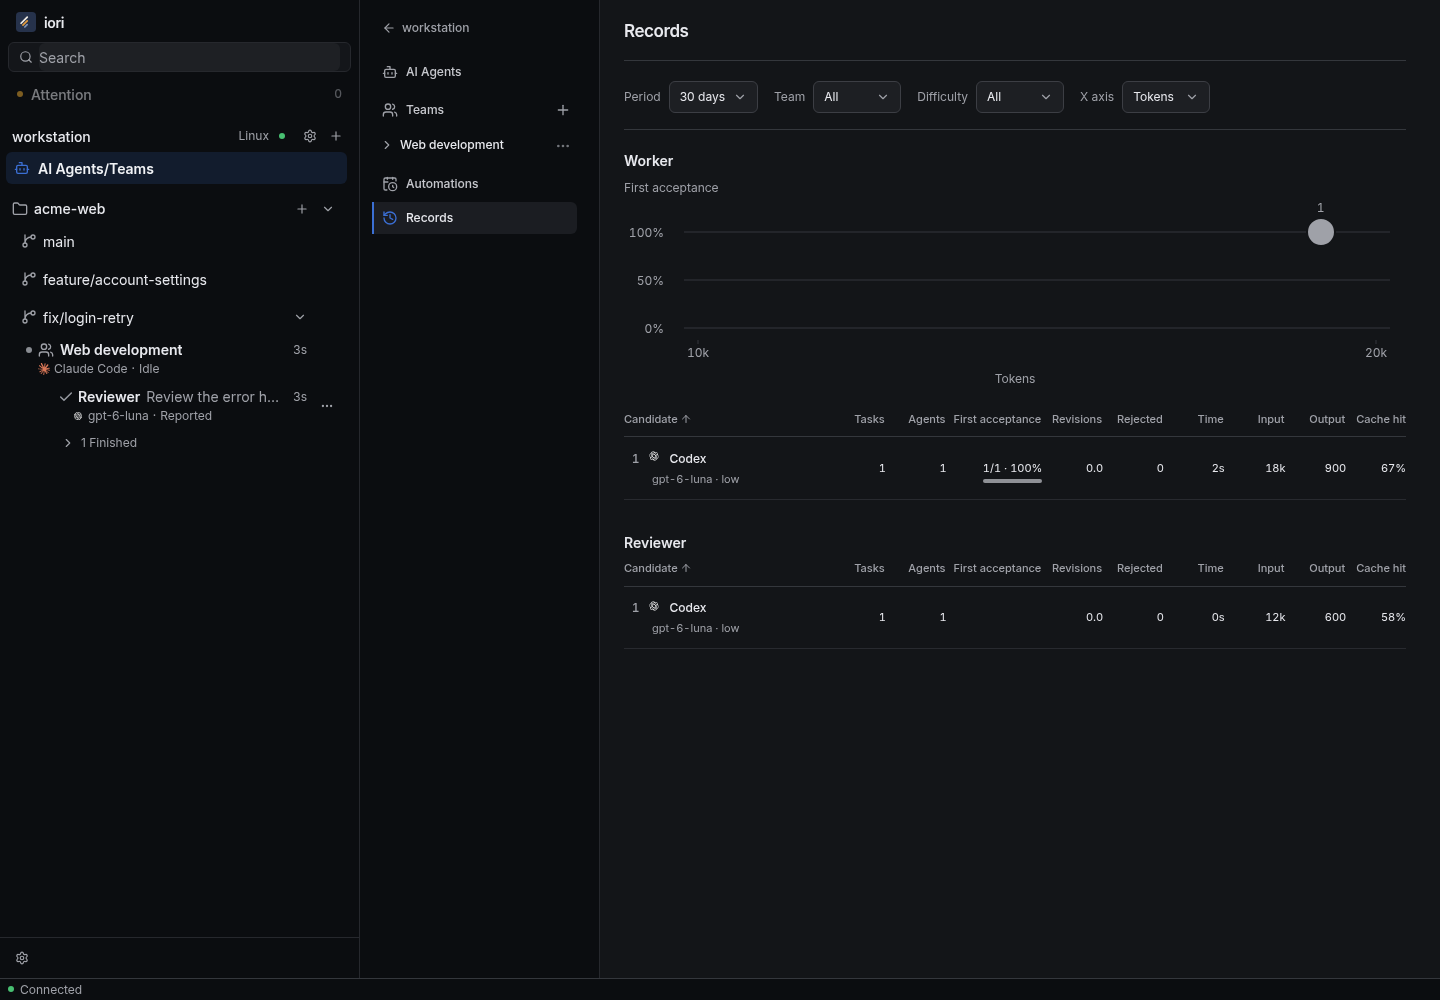 iori
Search
Attention 0
workstation Linux
AI Agents/Teams
acme-web
main
feature/account-settings
fix/login-retry
Web development 3s
Claude Code · Idle
Reviewer Review the error h... 3s
gpt-6-luna · Reported
1 Finished
Connected
workstation
AI Agents
Teams
Web development
Automations
Records
Records
Period 30 days Team All Difficulty All X axis Tokens
Worker
First acceptance
1
100%
50%
0%
10k 20k
Tokens
Candidate ↑ Tasks Agents First acceptance Revisions Rejected Time Input Output Cache hit
1 Codex 1 1 1/1 · 100% 0.0 0 2s 18k 900 67%
gpt-6-luna · low
Reviewer
Candidate ↑ Tasks Agents First acceptance Revisions Rejected Time Input Output Cache hit
1 Codex 1 1 0.0 0 0s 12k 600 58%
gpt-6-luna · low